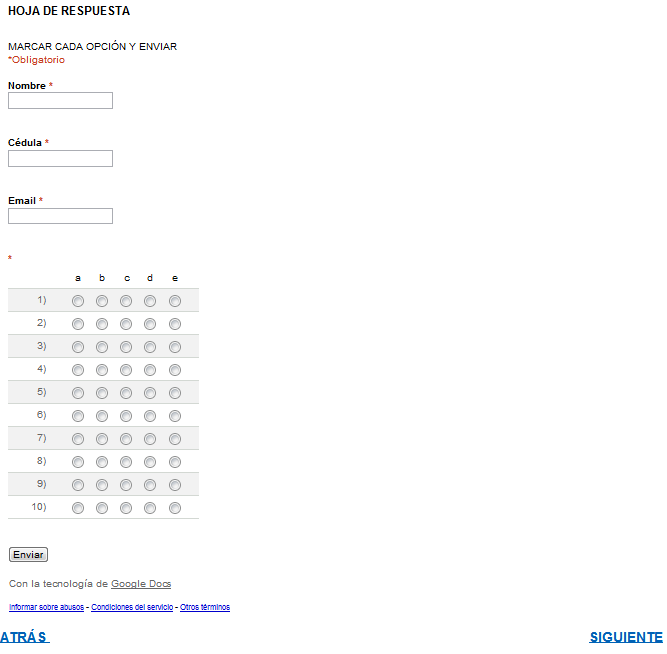 HOJA DE RESPUESTA
MARCAR CADA OPCIÓN Y ENVIAR
*Obligatorio
Nombre *
Cédula *
Email *
*
a b c d e
1)
2)
3)
4)
5)
6)
7)
8)
9)
10)
Enviar
Con la tecnología de Google Docs
Informar sobre abusos - Condiciones del servicio - Otros términos
ATRÁS SIGUIENTE